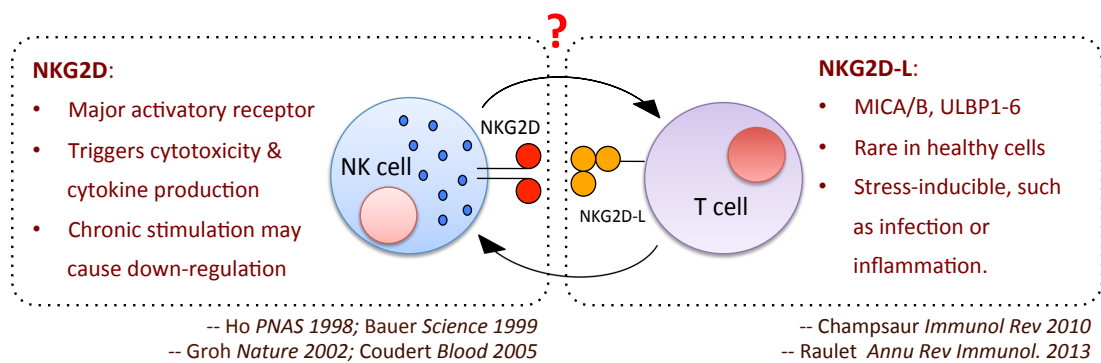 ?
NKG2D:
• Major activatory receptor
• Triggers cytotoxicity &
cytokine production
• Chronic stimulation may
cause down-regulation
NK cell
NKG2D
NKG2D-L
T cell
NKG2D-L:
• MICA/B, ULBP1-6
• Rare in healthy cells
• Stress-inducible, such
as infection or
inflammation.
-- Ho PNAS 1998; Bauer Science 1999
-- Groh Nature 2002; Coudert Blood 2005
-- Champsaur Immunol Rev 2010
-- Raulet Annu Rev Immunol. 2013